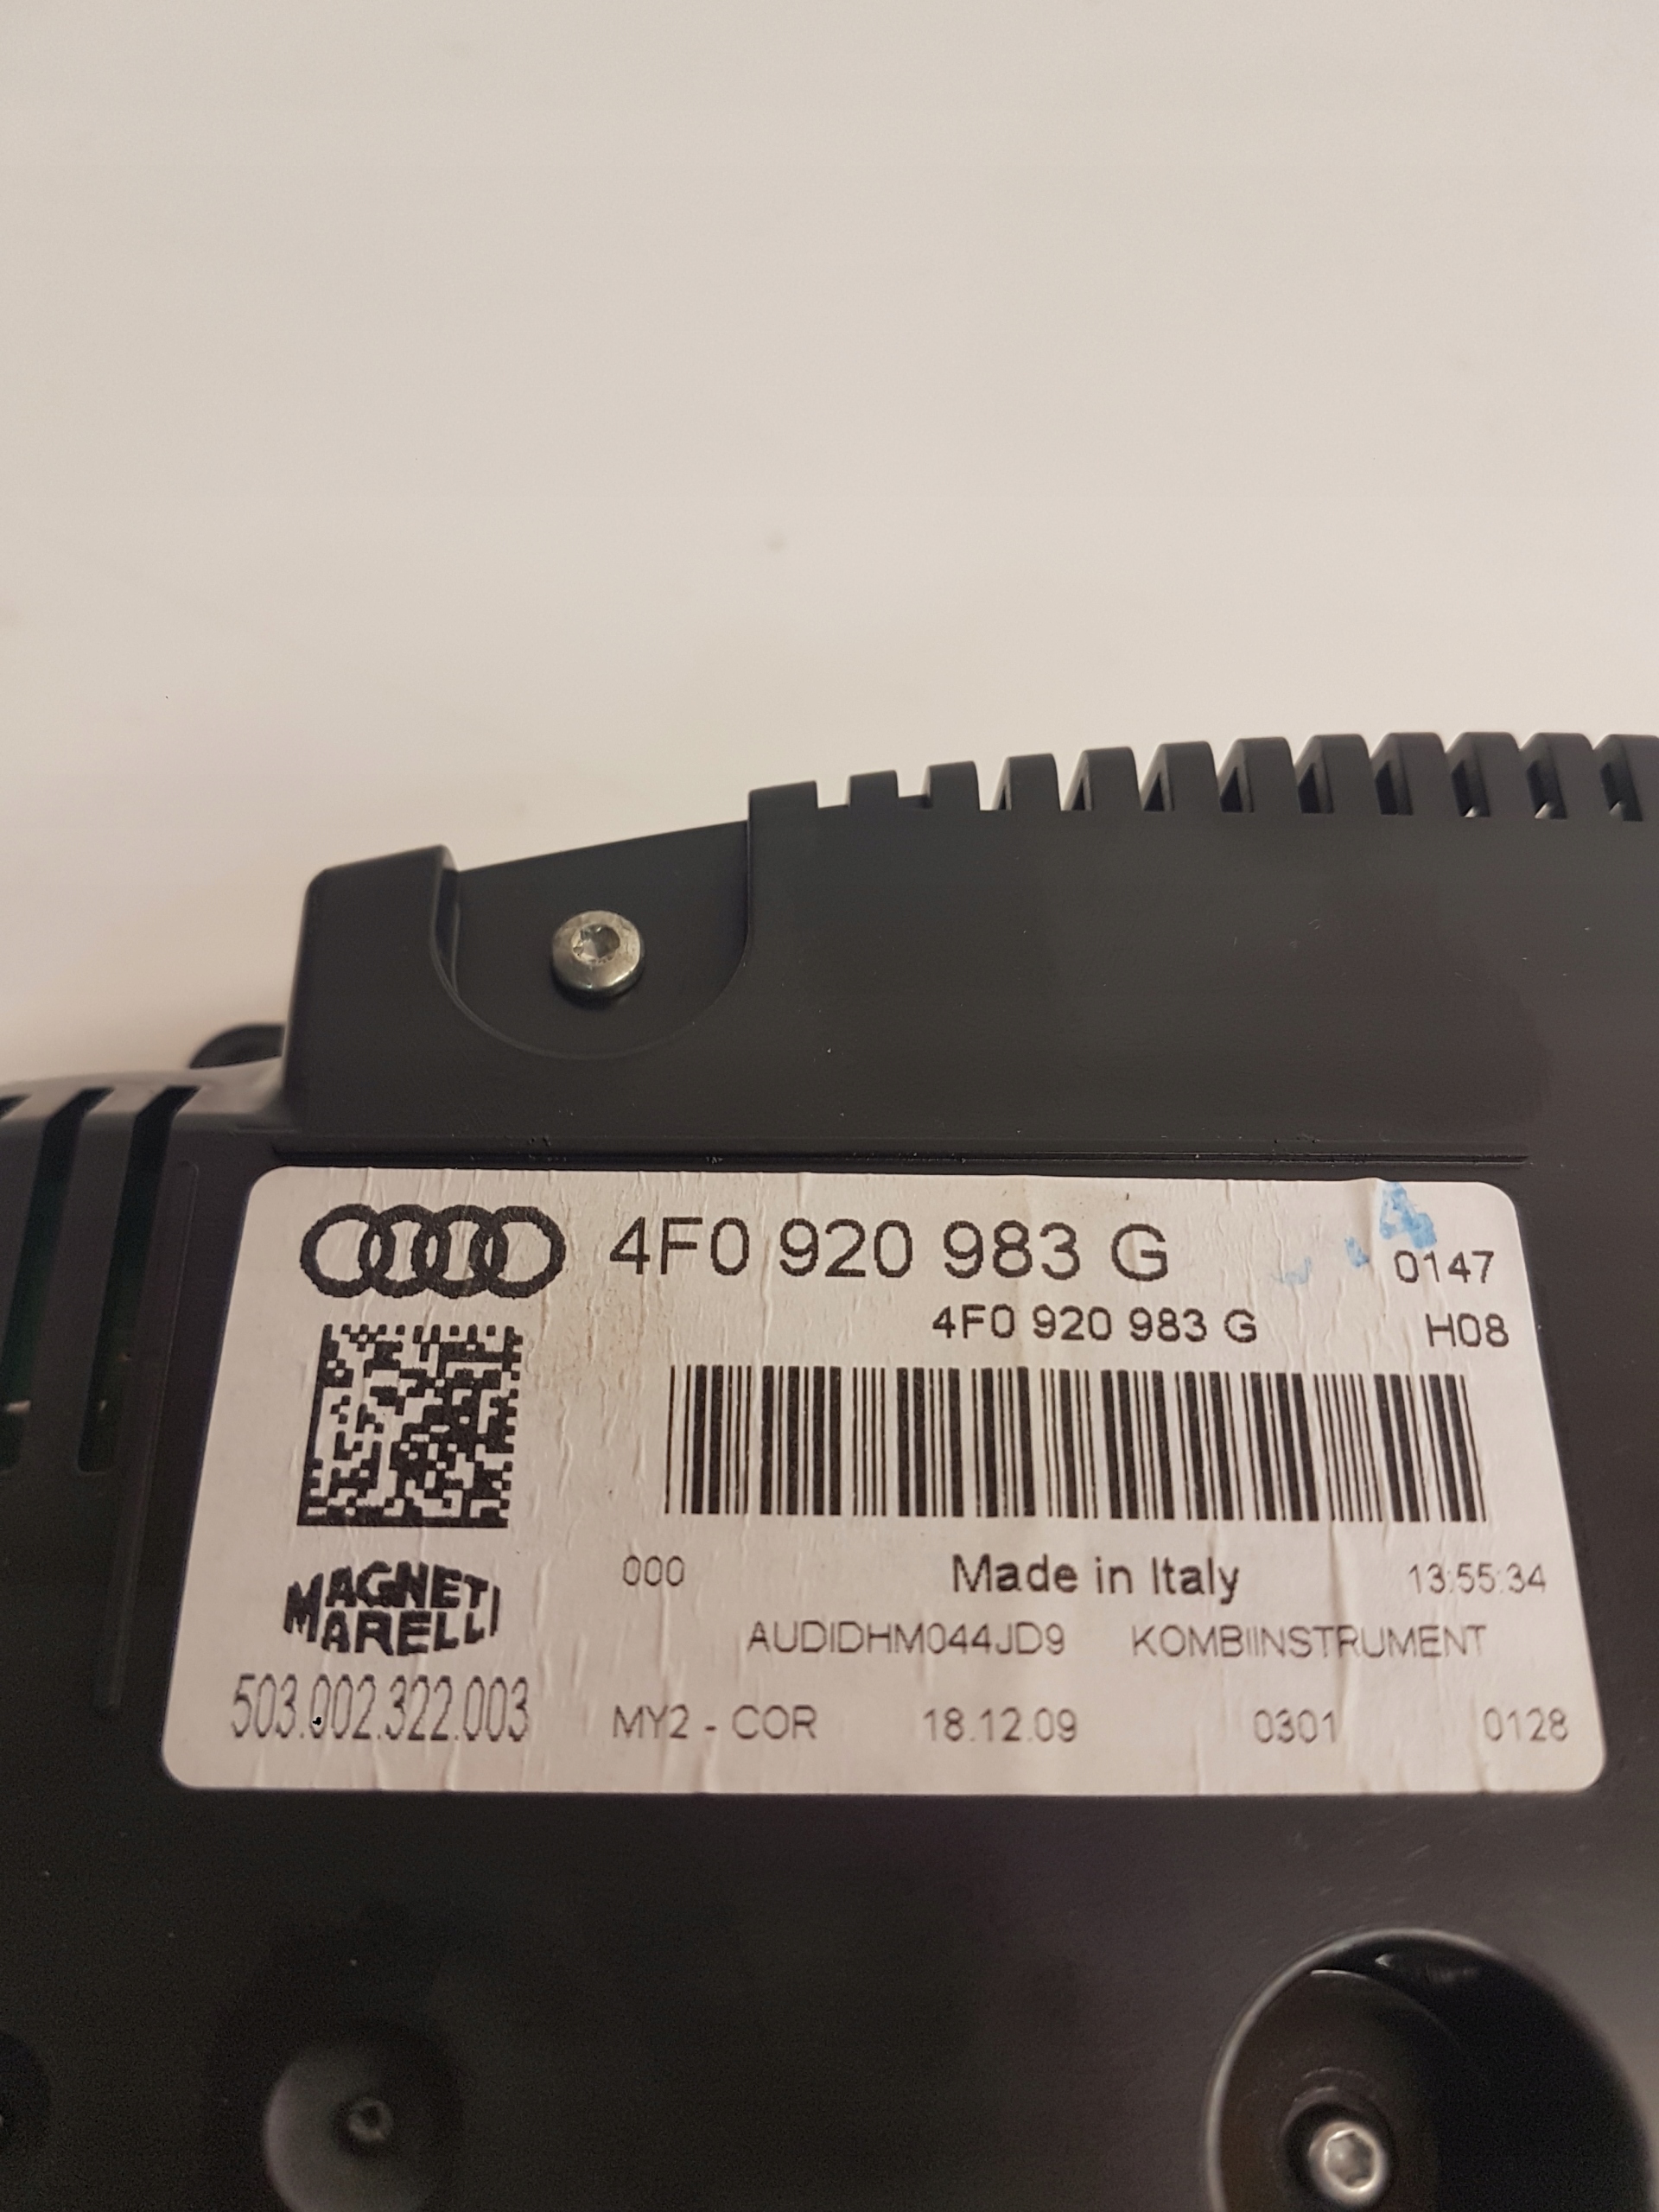 4F0 920 983 G
4
0147
4F0 920 983 G
H08
000
Made in Italy
13:55:34
MAGNETI
MARELLI
AUDIDHM044JD9
KOMBIINSTRUMENT
503.002.322.003
MY2 - COR
18.12.09
0301
0128